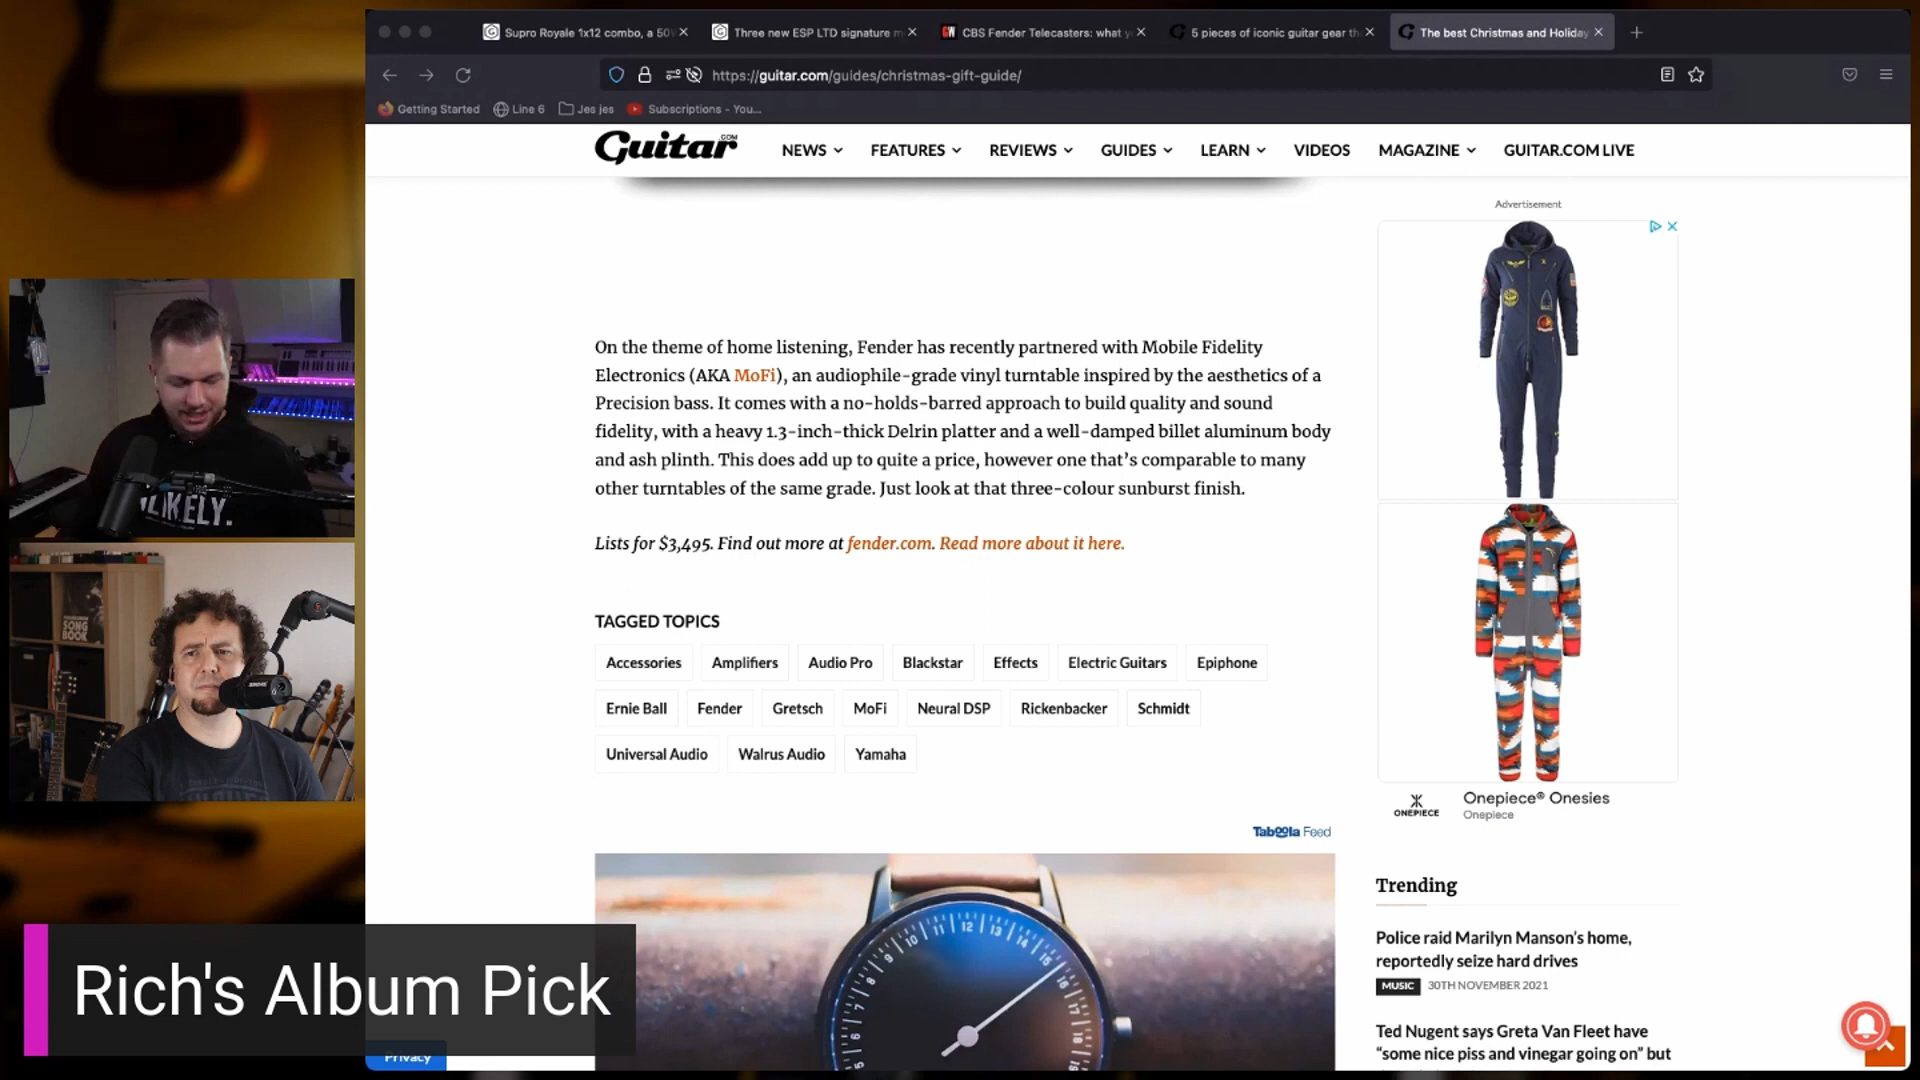 Supro Royale 1x12 combo, a 50W
Three new ESP LTD signature m
CBS Fender Telecasters: what y
5 pieces of iconic guitar gear th
The best Christmas and Holiday
https://guitar.com/guides/christmas-gift-guide/
Getting Started
Line 6
Jes jes
Subscriptions - You...
Guitar.COM
NEWS
FEATURES
REVIEWS
GUIDES
LEARN
VIDEOS
MAGAZINE
GUITAR.COM LIVE
Advertisement
On the theme of home listening, Fender has recently partnered with Mobile Fidelity
Electronics (AKA MoFi), an audiophile-grade vinyl turntable inspired by the aesthetics of a
Precision bass. It comes with a no-holds-barred approach to build quality and sound
fidelity, with a heavy 1.3-inch-thick Delrin platter and a well-damped billet aluminum body
and ash plinth. This does add up to quite a price, however one that's comparable to many
other turntables of the same grade. Just look at that three-colour sunburst finish.
Lists for $3,495. Find out more at fender.com. Read more about it here.
TAGGED TOPICS
Accessories
Amplifiers
Audio Pro
Blackstar
Effects
Electric Guitars
Epiphone
Ernie Ball
Fender
Gretsch
MoFi
Neural DSP
Rickenbacker
Schmidt
Universal Audio
Walrus Audio
Yamaha
ONEPIECE
Onepiece® Onesies
Onepiece
Taboola Feed
Trending
Police raid Marilyn Manson's home,
reportedly seize hard drives
MUSIC
30TH NOVEMBER 2021
Ted Nugent says Greta Van Fleet have
"some nice piss and vinegar going on" but
LIKELY.
SONG
BOOK
Rich's Album Pick
Privacy